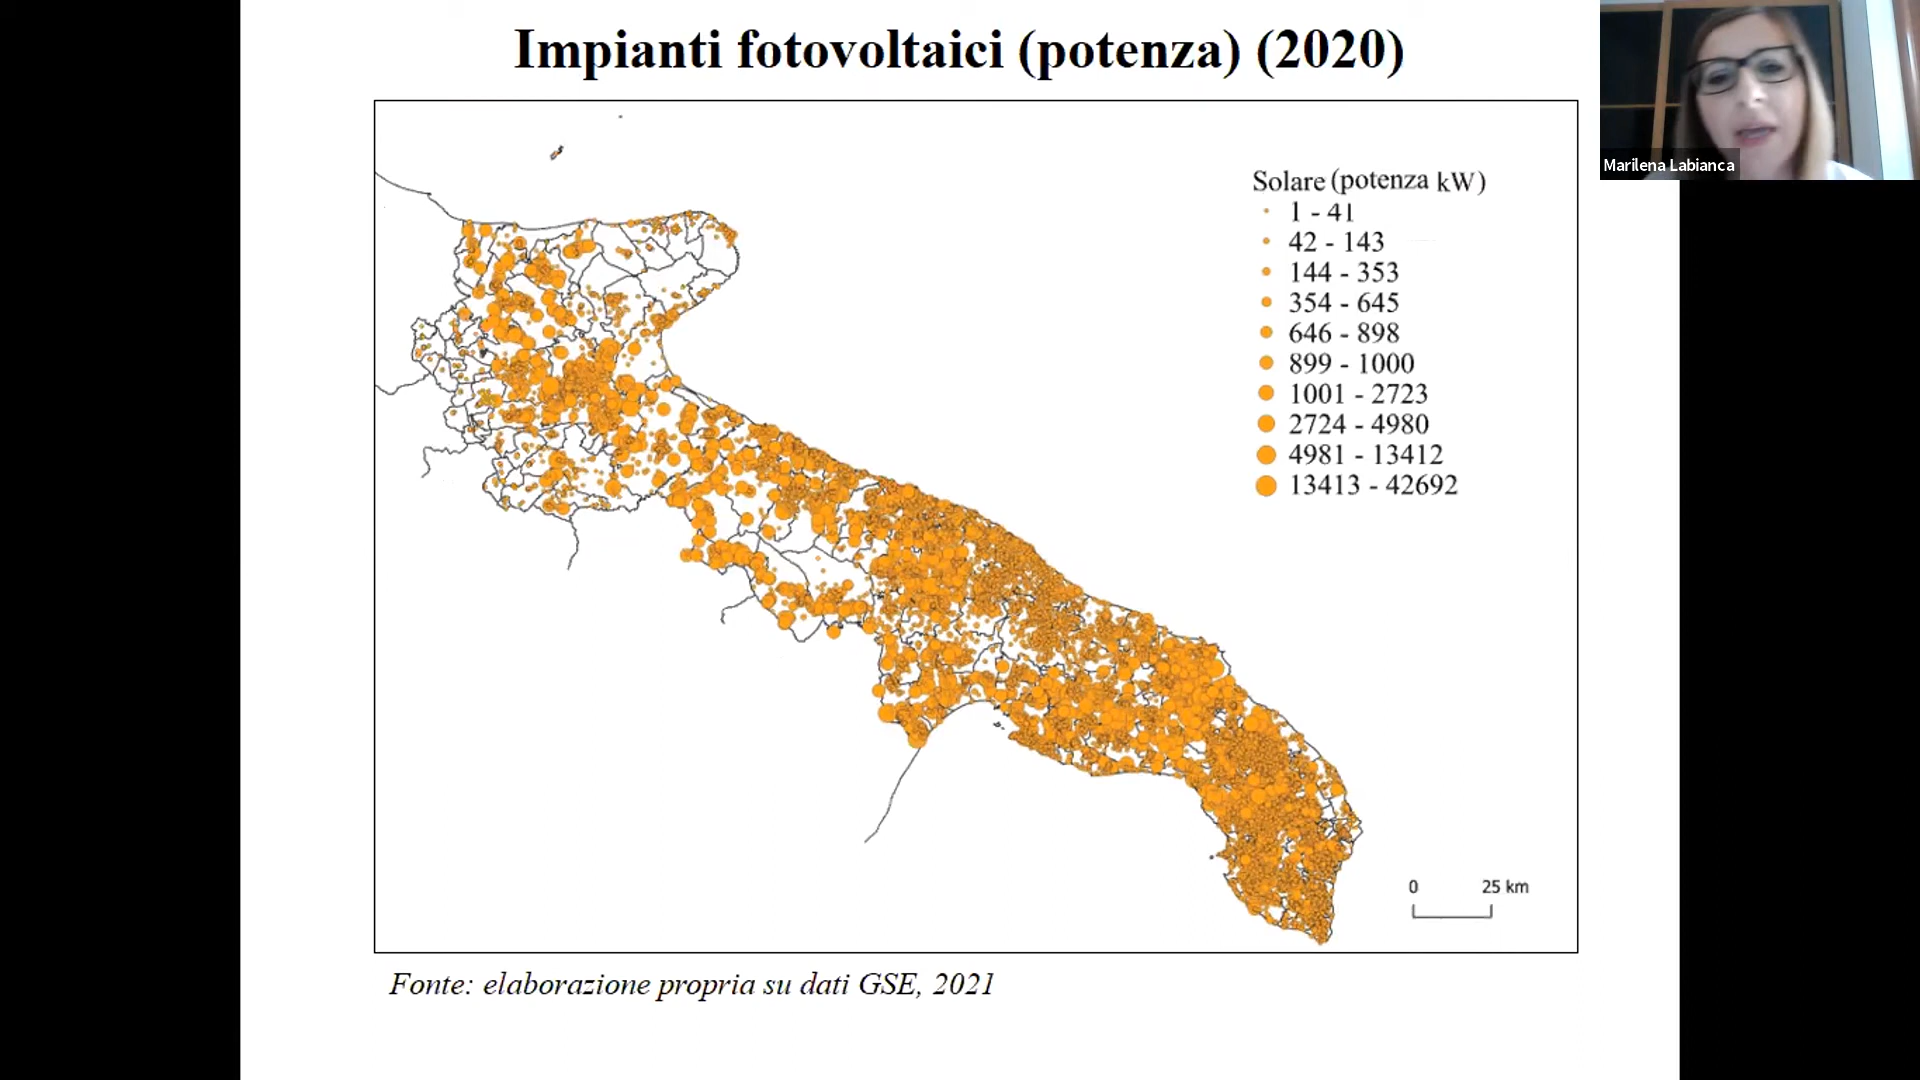 Impianti fotovoltaici (potenza) (2020)
Marilena Labianca
Solare (potenza kW)
1 - 41
42 - 143
144 - 353
354 - 645
646 - 898
899 - 1000
1001 - 2723
2724 - 4980
4981 - 13412
13413 - 42692
0 25 km
Fonte: elaborazione propria su dati GSE, 2021